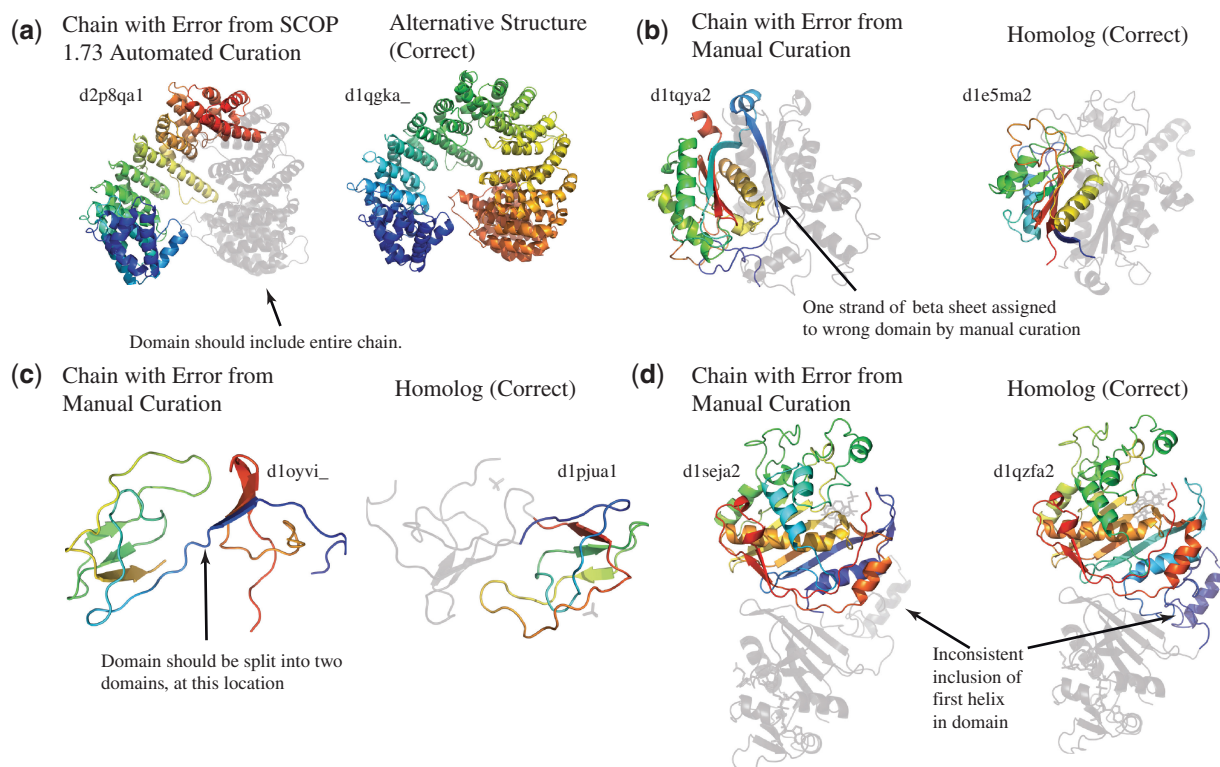 (a)
Chain with Error from SCOP
1.73 Automated Curation
Alternative Structure
(Correct)
d2p8qa1
d1qgka_
Domain should include entire chain.
(b)
Chain with Error from
Manual Curation
Homolog (Correct)
d1tqya2
d1e5ma2
One strand of beta sheet assigned
to wrong domain by manual curation
(c)
Chain with Error from
Manual Curation
Homolog (Correct)
d1oyvi_
d1pjua1
Domain should be split into two
domains, at this location
(d)
Chain with Error from
Manual Curation
Homolog (Correct)
d1seja2
d1qzfa2
Inconsistent
inclusion of
first helix
in domain